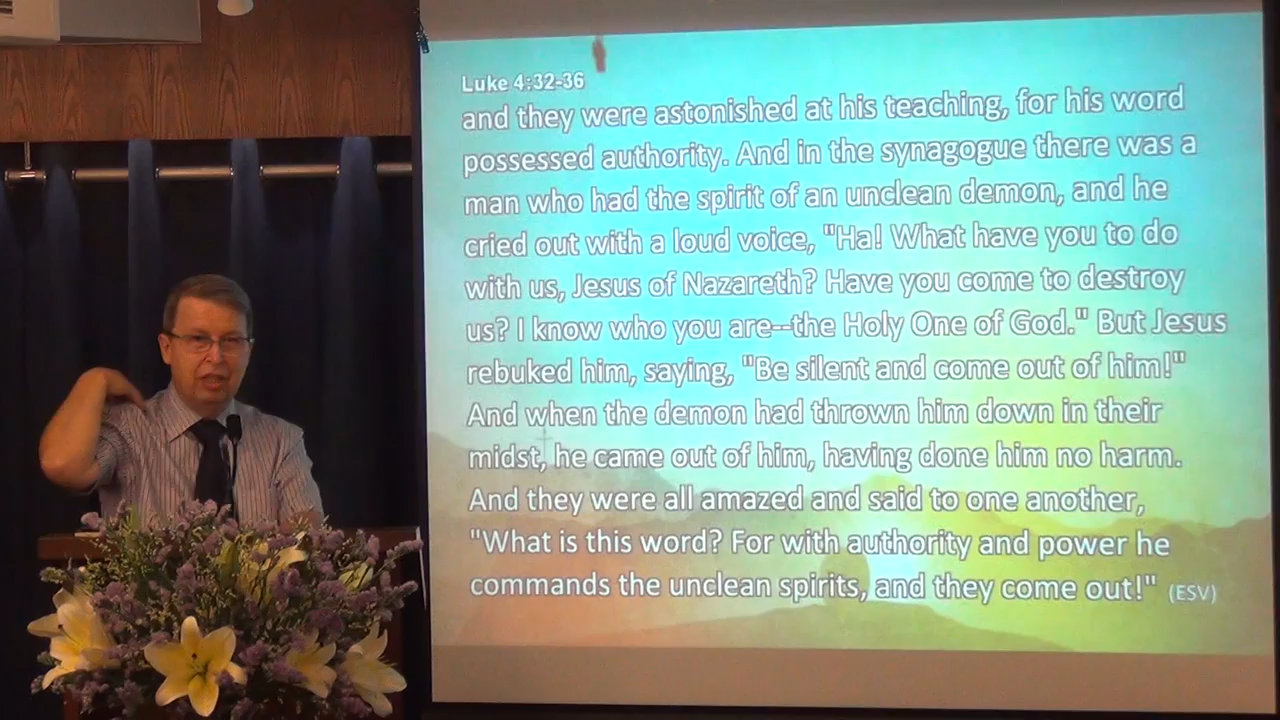 Luke 4:32-36
and they were astonished at his teaching, for his word
possessed authority. And in the synagogue there was a
man who had the spirit of an unclean demon, and he
cried out with a loud voice, "Ha! What have you to do
with us, Jesus of Nazareth? Have you come to destroy
us? I know who you are--the Holy One of God." But Jesus
rebuked him, saying, "Be silent and come out of him!"
And when the demon had thrown him down in their
midst, he came out of him, having done him no harm.
And they were all amazed and said to one another,
"What is this word? For with authority and power he
commands the unclean spirits, and they come out!" (ESV)